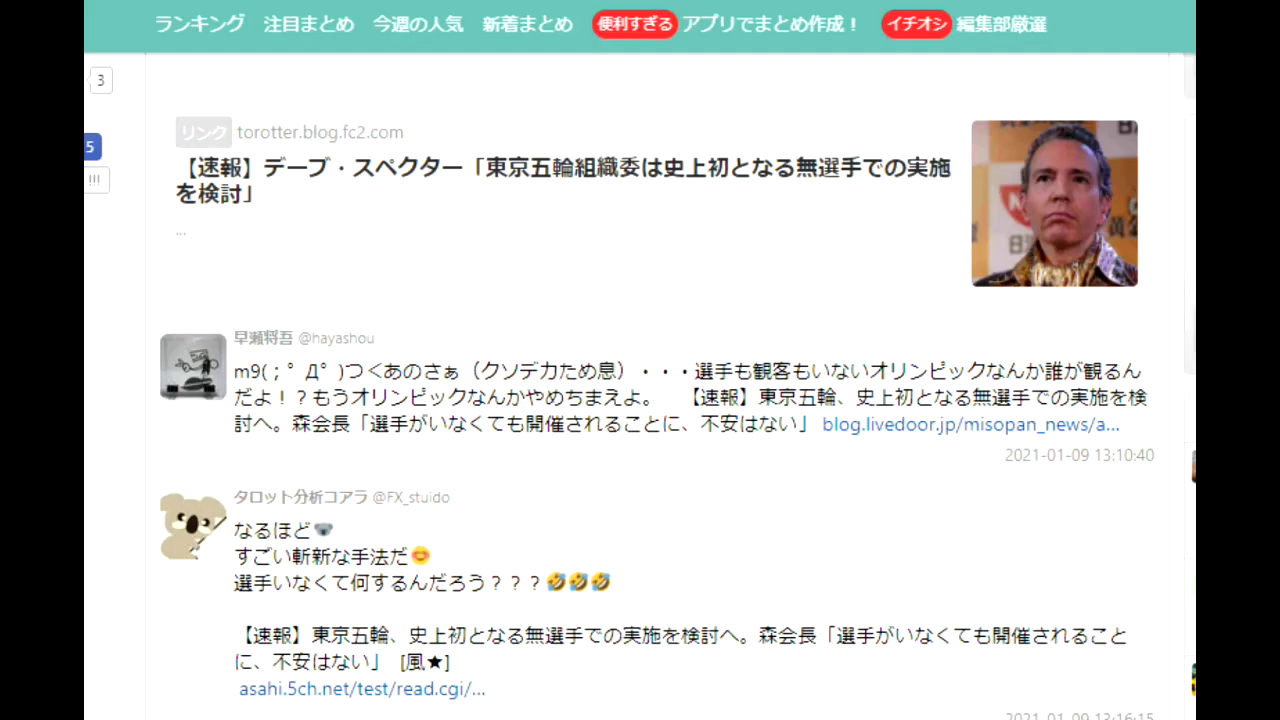 ランキング 注目まとめ 今週の人気 新着まとめ 便利すぎる アプリでまとめ作成！ イチオシ 編集部厳選
3
5
!!!
リンク torotter.blog.fc2.com
【速報】デーブ・スペクター「東京五輪組織委は史上初となる無選手での実施
を検討」
...
早瀬将吾 @hayashou
m9( ; ゜Д゜)つ＜あのさぁ（クソデカため息）・・・選手も観客もいないオリンピックなんか誰が観るん
だよ！？もうオリンピックなんかやめちまえよ。 【速報】東京五輪、史上初となる無選手での実施を検
討へ。森会長「選手がいなくても開催されることに、不安はない」 blog.livedoor.jp/misopan_news/a…
2021-01-09 13:10:40
タロット分析コアラ @FX_stuido
なるほど🐨
すごい斬新な手法だ😊
選手いなくて何するんだろう？？？🤣🤣🤣
【速報】東京五輪、史上初となる無選手での実施を検討へ。森会長「選手がいなくても開催されること
に、不安はない」 [風★]
asahi.5ch.net/test/read.cgi/…
2021-01-09 13:16:15